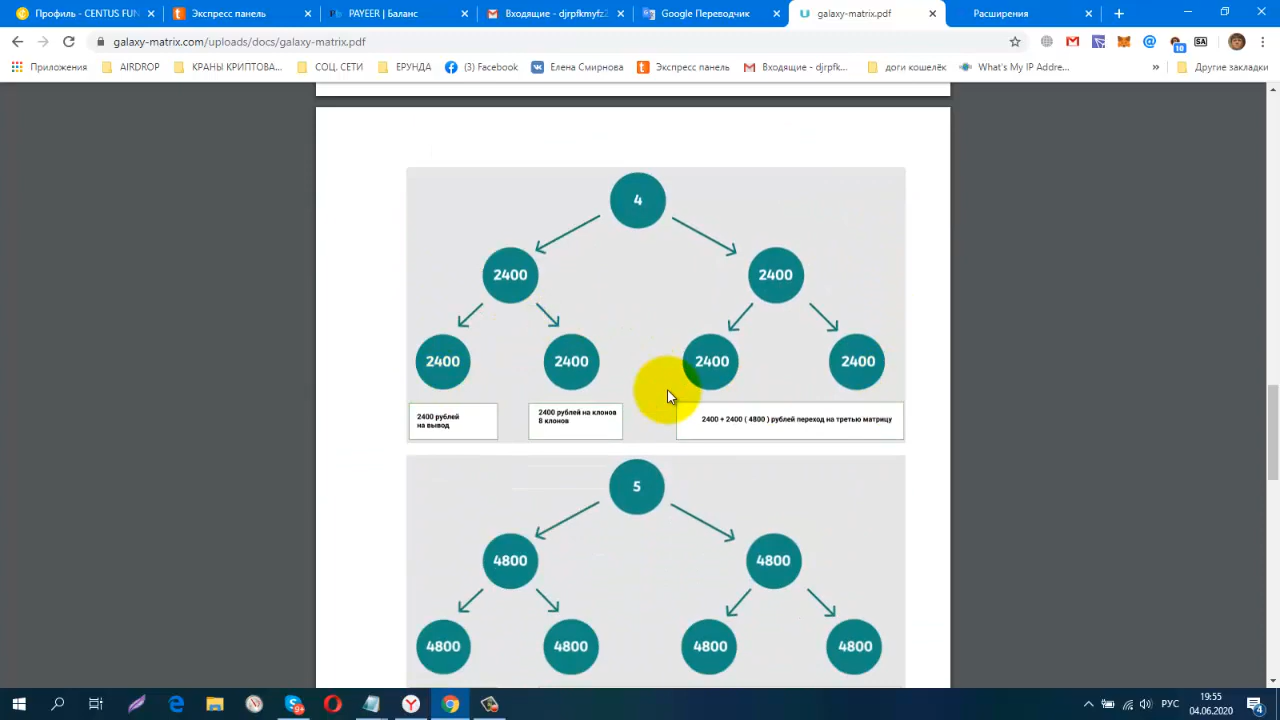 Профиль - CENTUS FUN
Экспресс панель
PAYEER | Баланс
Входящие - djrpfkmyfz2
Google Переводчик
galaxy-matrix.pdf
Расширения
galaxy-matrix.com/uploads/docs/galaxy-matrix.pdf
10
SA
Приложения
AIRDROP
КРАНЫ КРИПТОВА...
СОЦ. СЕТИ
ЕРУНДА
(3) Facebook
Елена Смирнова
Экспресс панель
Входящие - djrpfk...
доги кошелёк
What's My IP Addre...
»
Другие закладки
4
2400
2400
2400
2400
2400
2400
2400 рублей
на вывод
2400 рублей на клонов
8 клонов
2400 + 2400 ( 4800 ) рублей переход на третью матрицу
5
4800
4800
4800
4800
4800
4800
РУС
19:55
04.06.2020
4